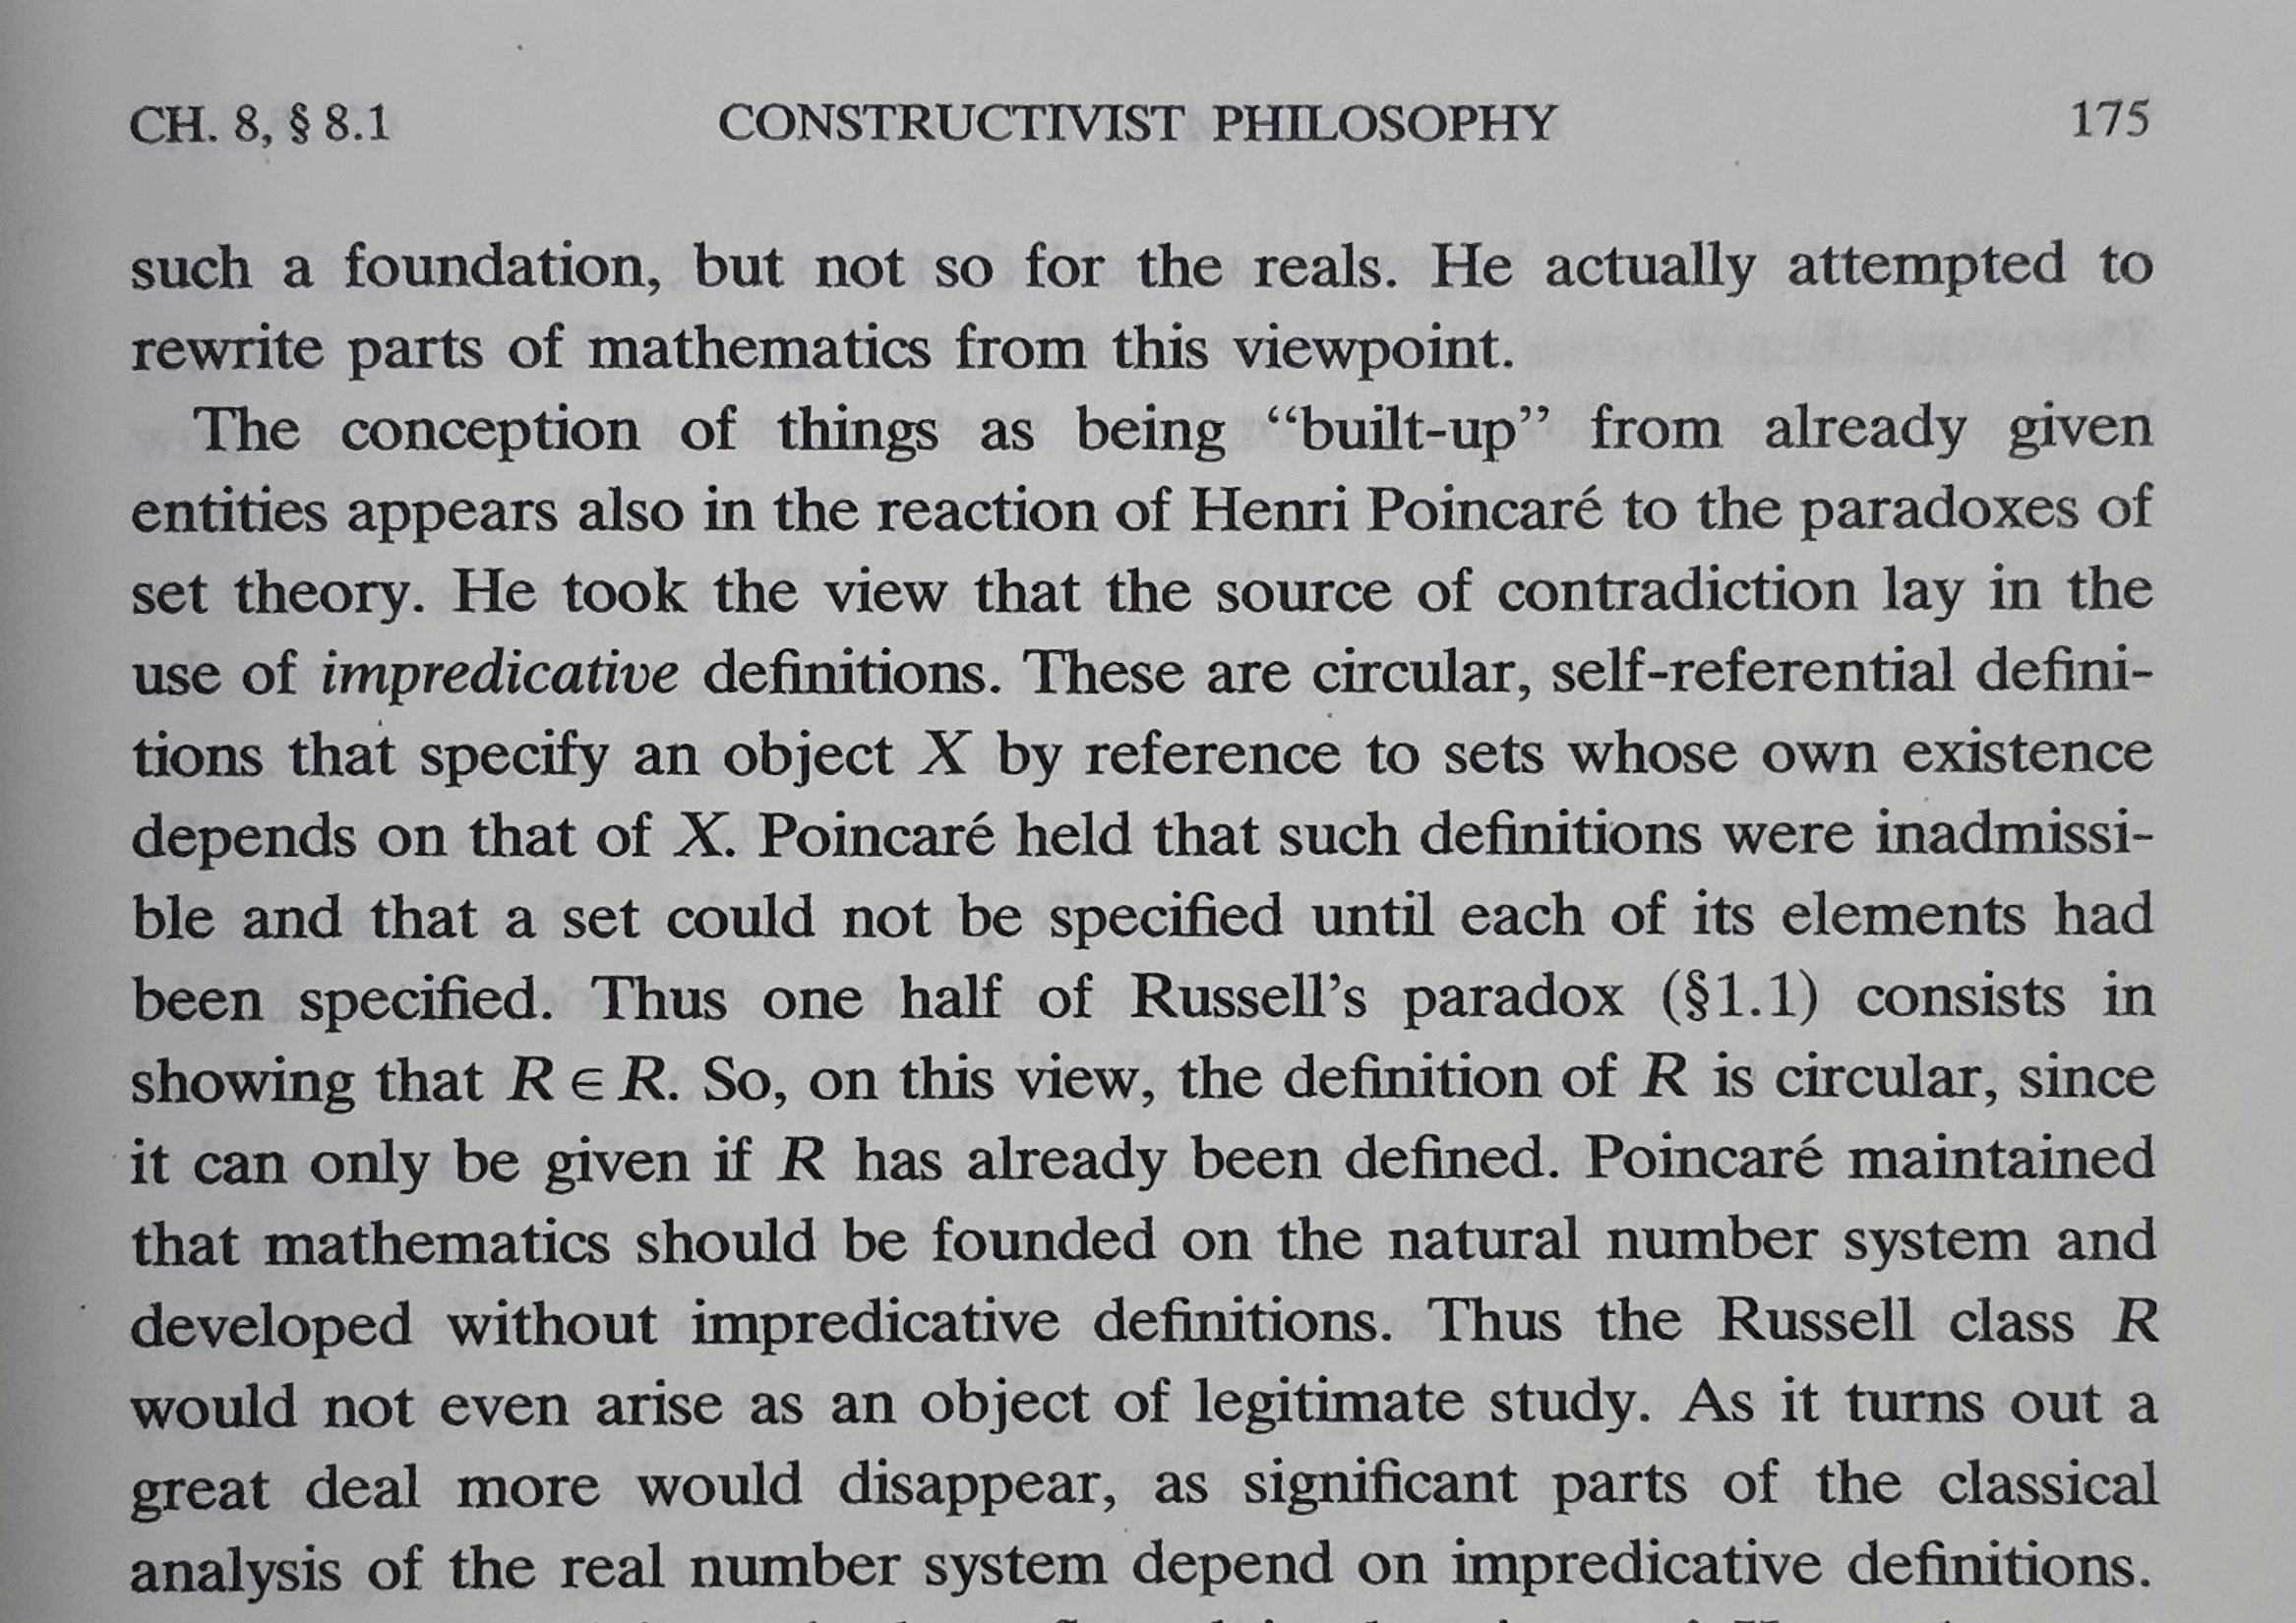 CH. 8, § 8.1 CONSTRUCTIVIST PHILOSOPHY 175
such a foundation, but not so for the reals. He actually attempted to
rewrite parts of mathematics from this viewpoint.
The conception of things as being “built-up” from already given
entities appears also in the reaction of Henri Poincaré to the paradoxes of
set theory. He took the view that the source of contradiction lay in the
use of impredicative definitions. These are circular, self-referential defini-
tions that specify an object X by reference to sets whose own existence
depends on that of X. Poincaré held that such definitions were inadmissi-
ble and that a set could not be specified until each of its elements had
been specified. Thus one half of Russell’s paradox (§1.1) consists in
showing that R ∈ R. So, on this view, the definition of R is circular, since
it can only be given if R has already been defined. Poincaré maintained
that mathematics should be founded on the natural number system and
developed without impredicative definitions. Thus the Russell class R
would not even arise as an object of legitimate study. As it turns out a
great deal more would disappear, as significant parts of the classical
analysis of the real number system depend on impredicative definitions.